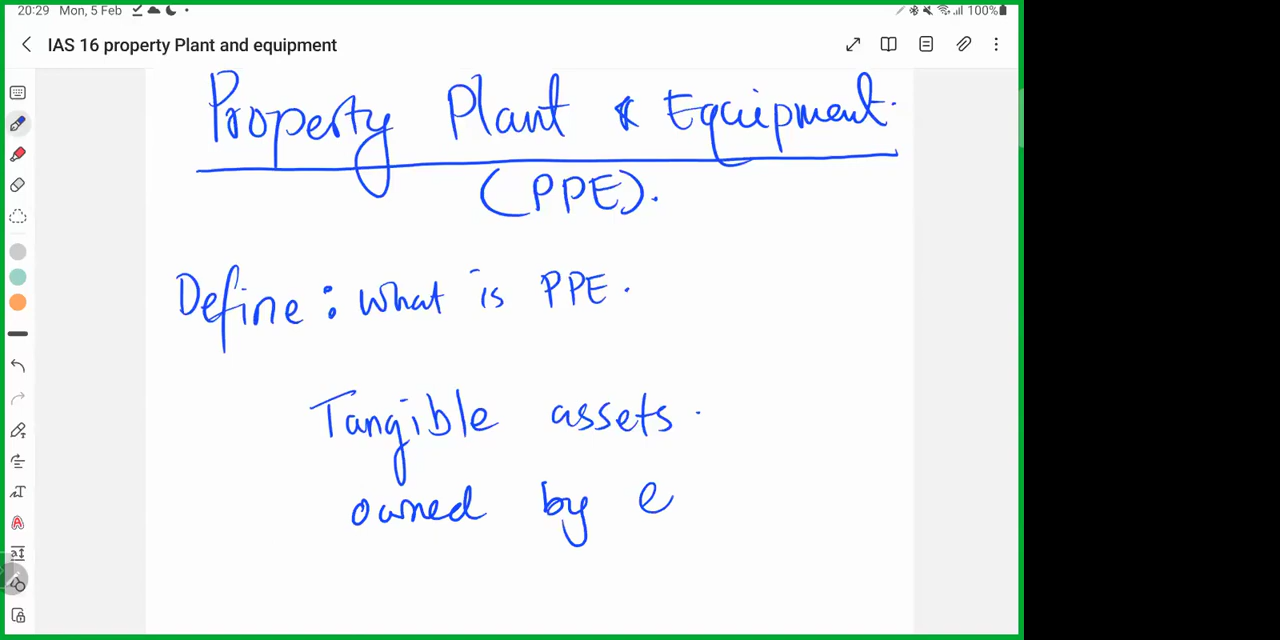 20:29 Mon, 5 Feb 100%
IAS 16 property Plant and equipment
Property Plant & Equipment.
(PPE).
Define: what is PPE.
Tangible assets.
owned by e